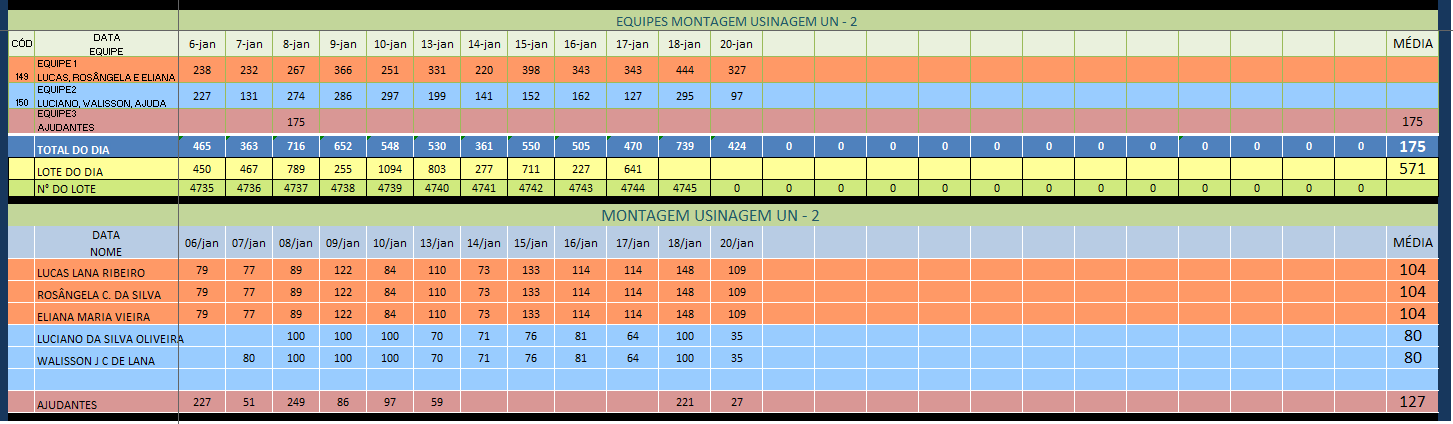 EQUIPES MONTAGEM USINAGEM UN - 2
CÓD DATA EQUIPE 6-jan 7-jan 8-jan 9-jan 10-jan 13-jan 14-jan 15-jan 16-jan 17-jan 18-jan 20-jan MÉDIA
149 EQUIPE1 LUCAS, ROSÂNGELA E ELIANA 238 232 267 366 251 331 220 398 343 343 444 327
150 EQUIPE2 LUCIANO, WALISSON, AJUDA 227 131 274 286 297 199 141 152 162 127 295 97
EQUIPE3 AJUDANTES 175 175
TOTAL DO DIA 465 363 716 652 548 530 361 550 505 470 739 424 0 0 0 0 0 0 0 0 0 0 0 0 175
LOTE DO DIA 450 467 789 255 1094 803 277 711 227 641 571
Nº DO LOTE 4735 4736 4737 4738 4739 4740 4741 4742 4743 4744 4745 0 0 0 0 0 0 0 0 0 0 0 0 0
MONTAGEM USINAGEM UN - 2
DATA NOME 06/jan 07/jan 08/jan 09/jan 10/jan 13/jan 14/jan 15/jan 16/jan 17/jan 18/jan 20/jan MÉDIA
LUCAS LANA RIBEIRO 79 77 89 122 84 110 73 133 114 114 148 109 104
ROSÂNGELA C. DA SILVA 79 77 89 122 84 110 73 133 114 114 148 109 104
ELIANA MARIA VIEIRA 79 77 89 122 84 110 73 133 114 114 148 109 104
LUCIANO DA SILVA OLIVEIRA 100 100 100 70 71 76 81 64 100 35 80
WALISSON J C DE LANA 80 100 100 100 70 71 76 81 64 100 35 80
AJUDANTES 227 51 249 86 97 59 221 27 127